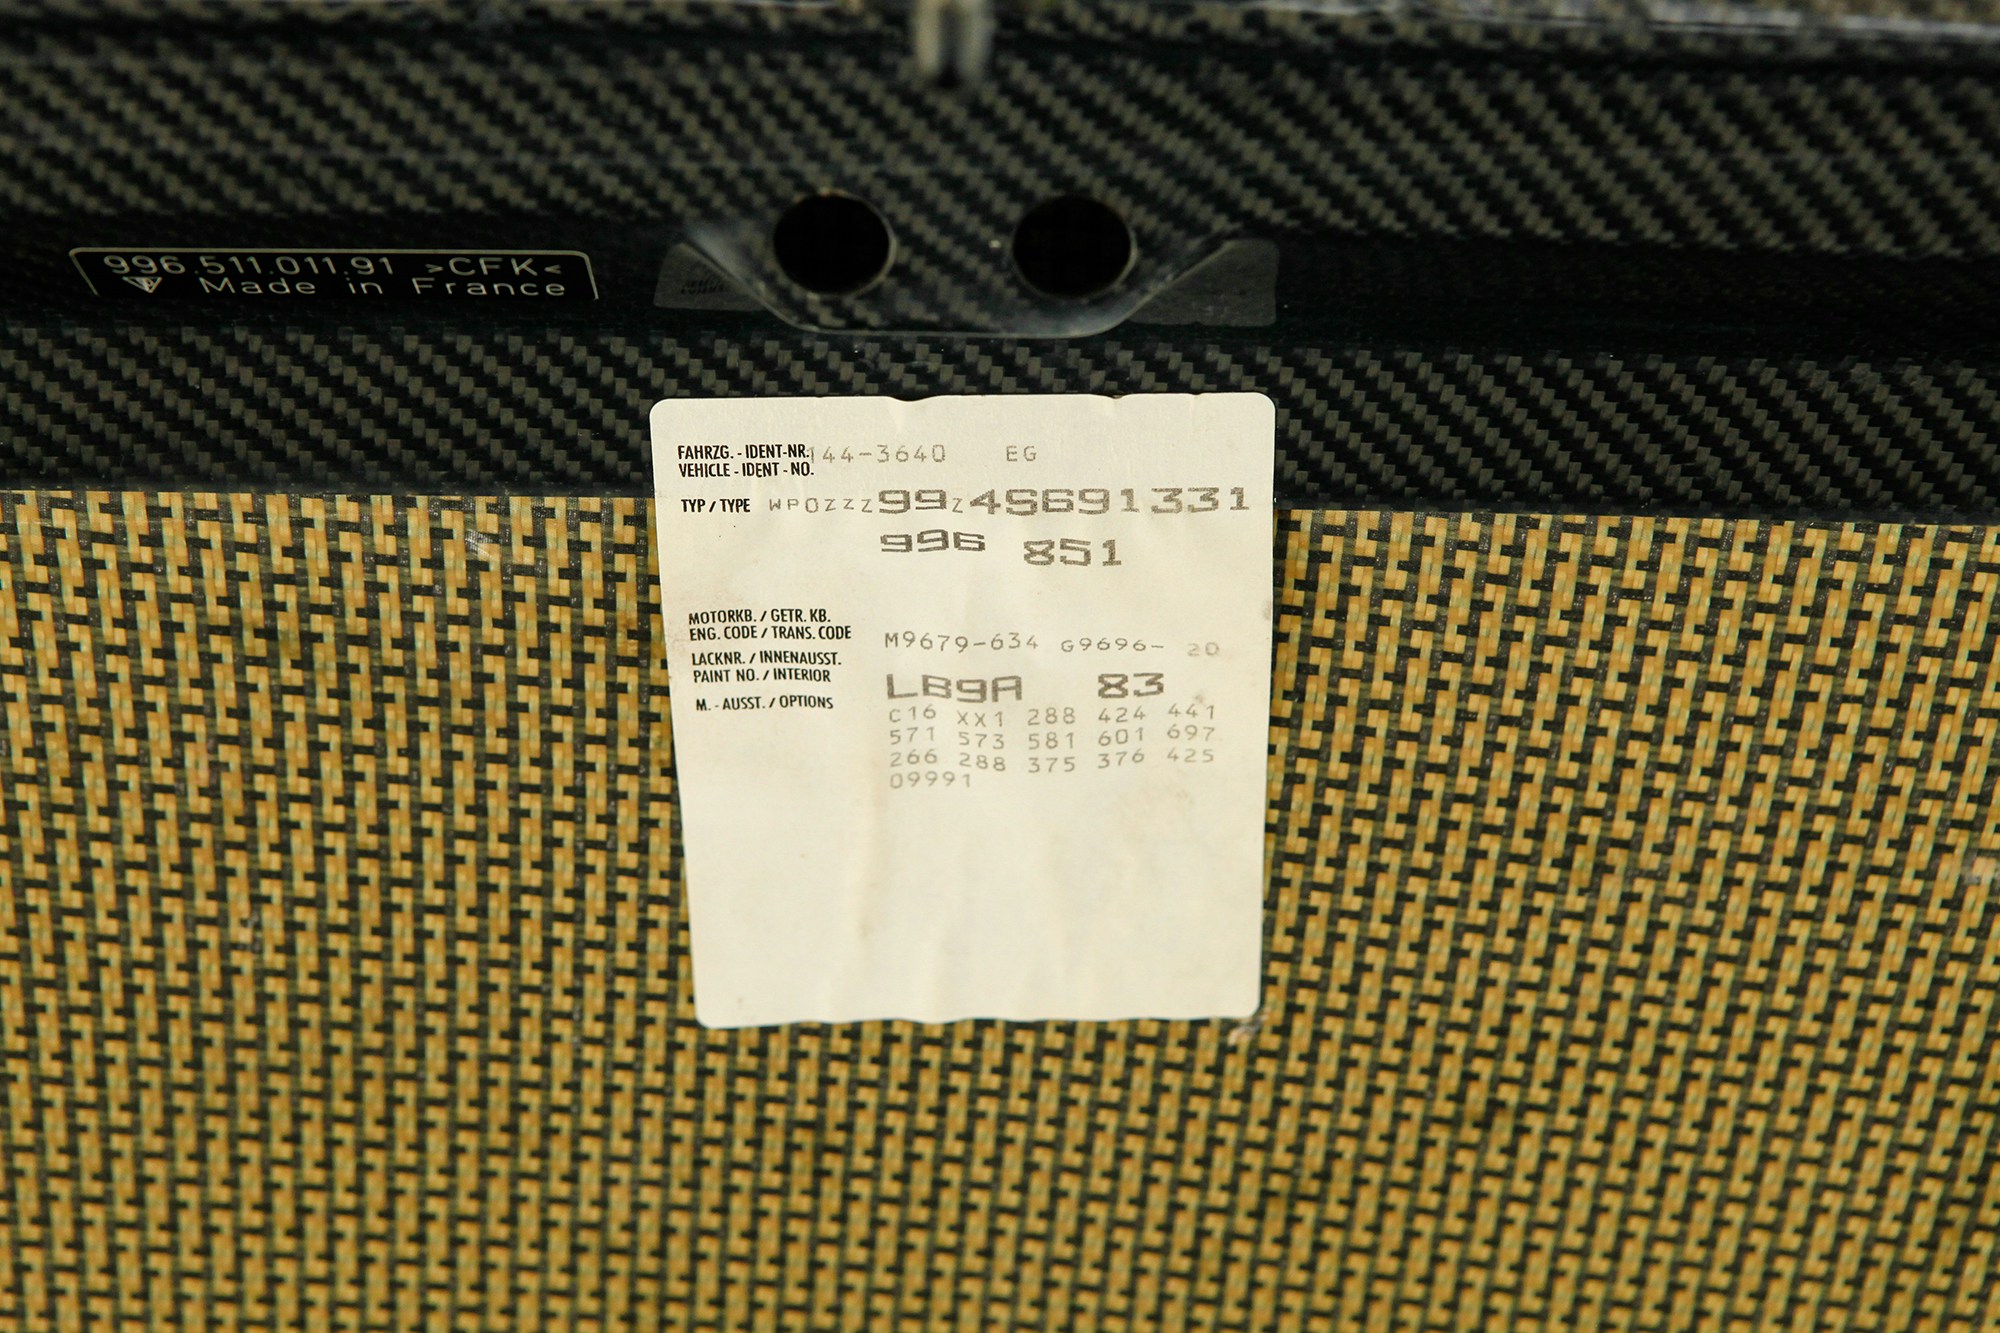 996.511.011.91 >CFK<
Made in France
FAHRZG. - IDENT-NR. 144-3640 EG
VEHICLE - IDENT - NO.
TYP / TYPE WP0ZZZ99Z4S691331
996 851
MOTORKB. / GETR. KB.
ENG. CODE / TRANS. CODE M9679-634 G9696- 20
LACKNR. / INNENAUSST.
PAINT NO. / INTERIOR LB9A 83
M. - AUSST. / OPTIONS
C16 XX1 288 424 441
571 573 581 601 697
266 288 375 376 425
09991